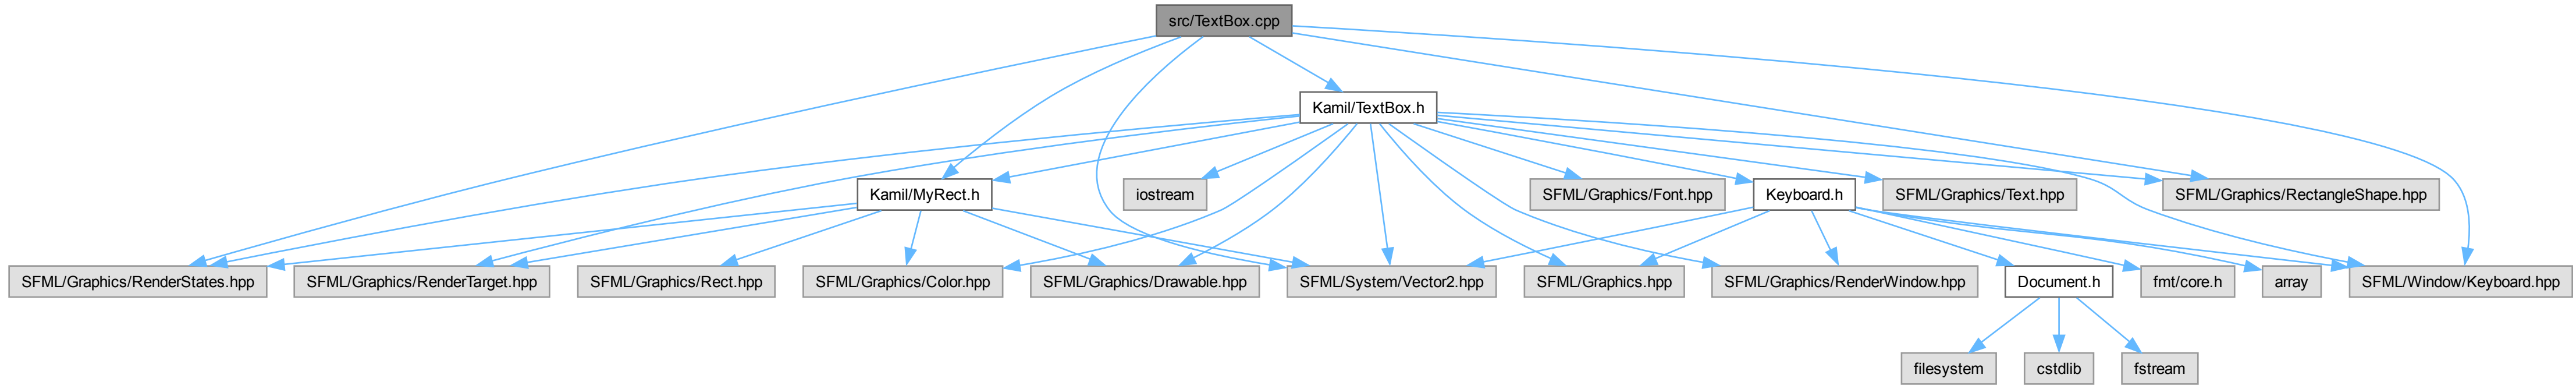 src/TextBox.cpp
Kamil/TextBox.h
Kamil/MyRect.h
iostream
SFML/Graphics/Font.hpp
Keyboard.h
SFML/Graphics/Text.hpp
SFML/Graphics/RectangleShape.hpp
SFML/Graphics/RenderStates.hpp
SFML/Graphics/RenderTarget.hpp
SFML/Graphics/Rect.hpp
SFML/Graphics/Color.hpp
SFML/Graphics/Drawable.hpp
SFML/System/Vector2.hpp
SFML/Graphics.hpp
SFML/Graphics/RenderWindow.hpp
Document.h
fmt/core.h
array
SFML/Window/Keyboard.hpp
filesystem
cstdlib
fstream